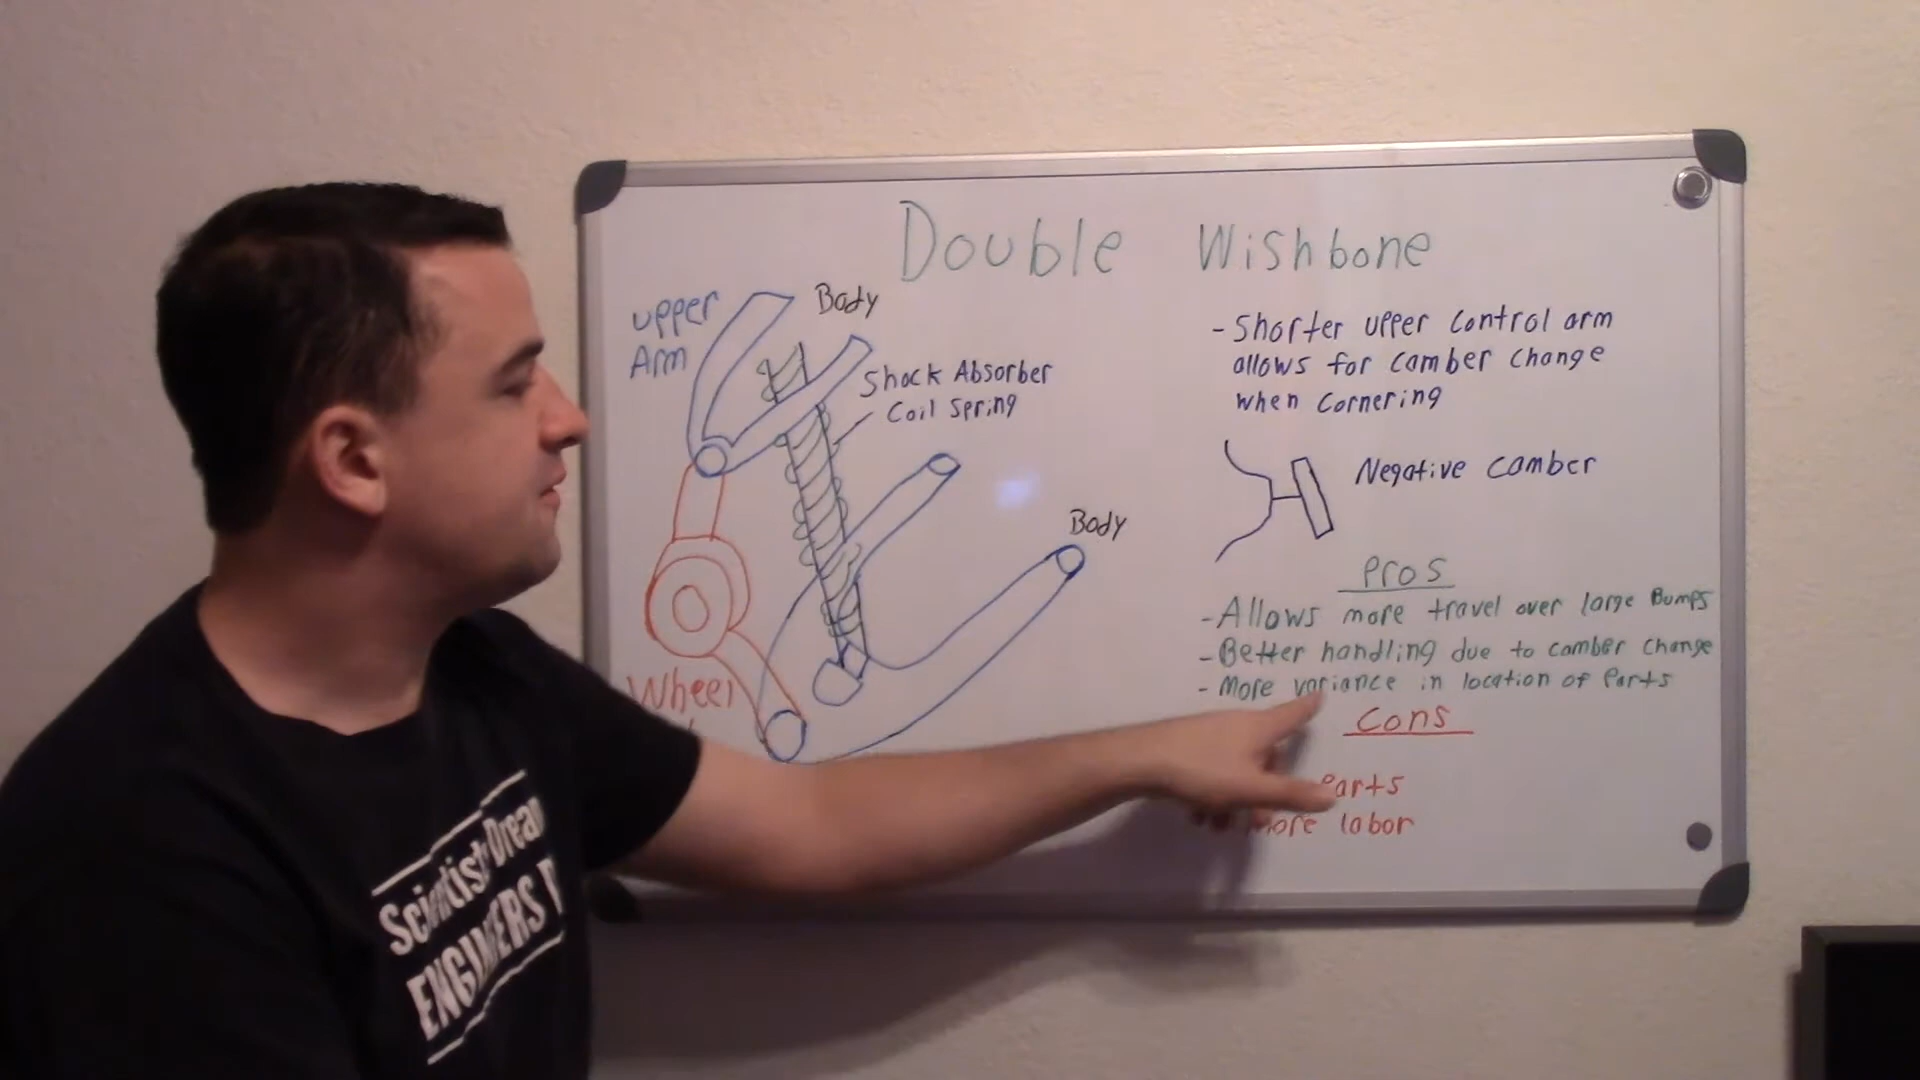 Double Wishbone
upper
Arm
Body
Shock Absorber
Coil Spring
Body
Wheel
- Shorter upper control arm
allows for camber change
when cornering
Negative camber
Pros
- Allows more travel over large Bumps
- Better handling due to camber change
- More variance in location of Parts
Cons
Parts
More labor
Scientists Dream
ENGINEERS